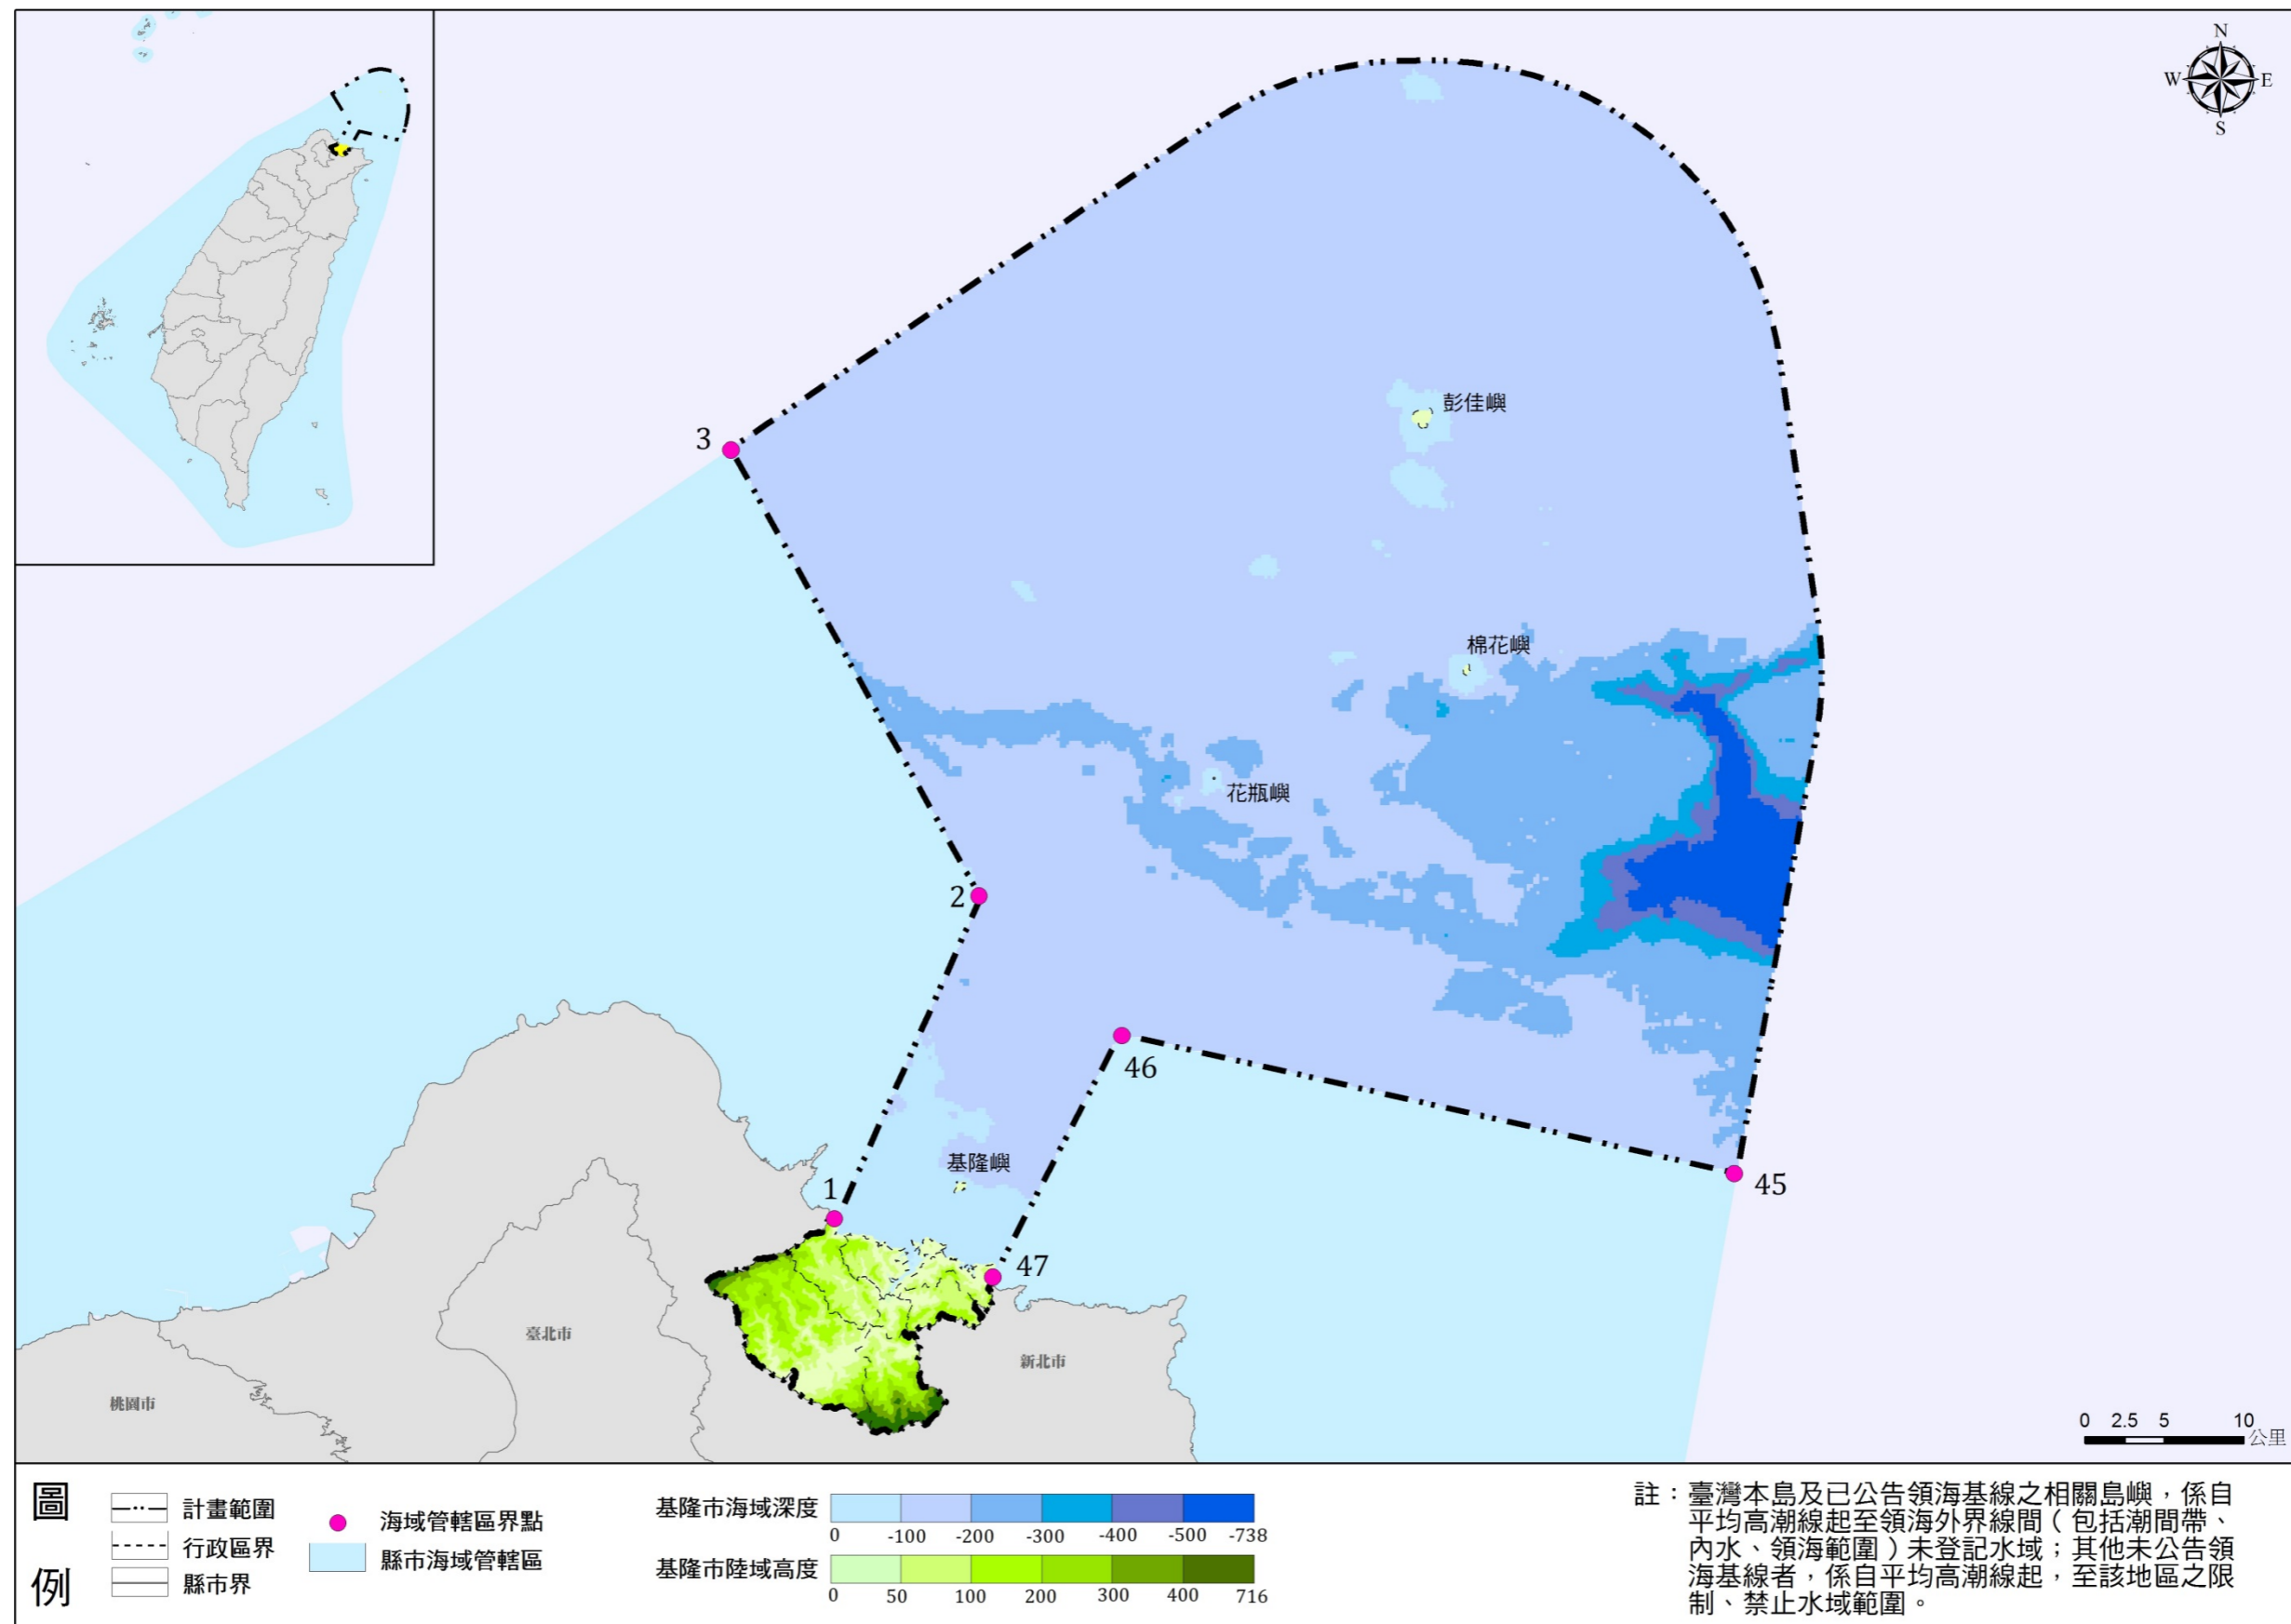 N
W
E
S
彭佳嶼
3
棉花嶼
花瓶嶼
2
46
基隆嶼
45
1
47
臺北市
新北市
桃園市
0 2.5 5 10
公里
圖
例
計畫範圍
行政區界
縣市界
海域管轄區界點
縣市海域管轄區
基隆市海域深度
0 -100 -200 -300 -400 -500 -738
基隆市陸域高度
0 50 100 200 300 400 716
註：臺灣本島及已公告領海基線之相關島嶼，係自
平均高潮線起至領海外界線間（包括潮間帶、
內水、領海範圍）未登記水域；其他未公告領
海基線者，係自平均高潮線起，至該地區之限
制、禁止水域範圍。